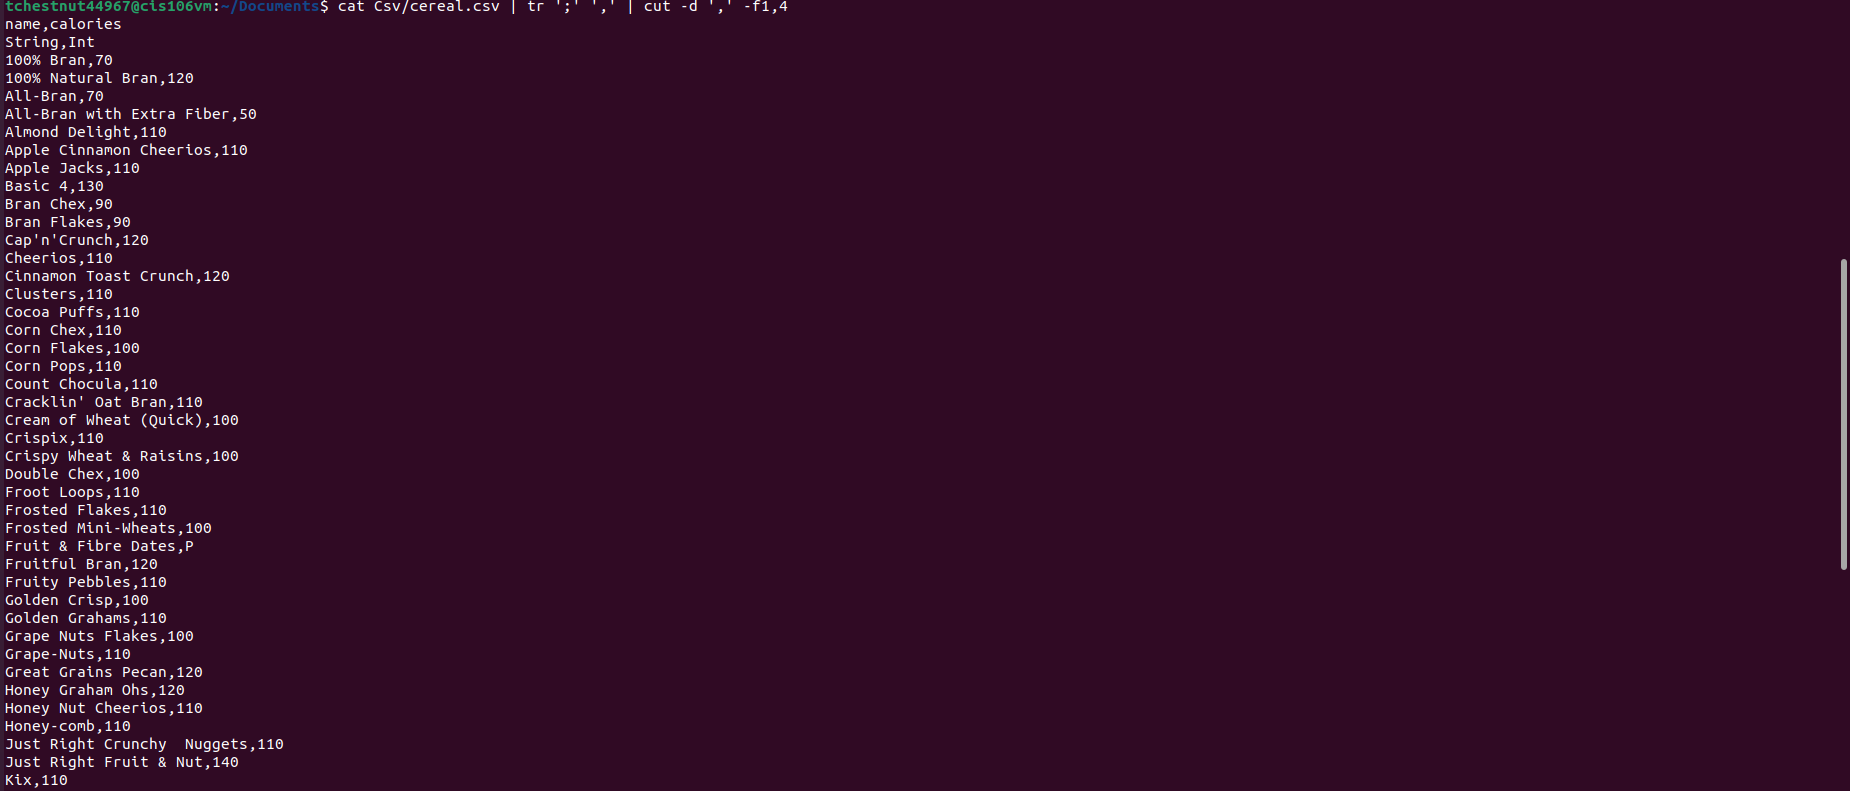 tchestnut44967@cis106vm:~/Documents$ cat Csv/cereal.csv | tr ';' ',' | cut -d ',' -f1,4
name,calories
String,Int
100% Bran,70
100% Natural Bran,120
All-Bran,70
All-Bran with Extra Fiber,50
Almond Delight,110
Apple Cinnamon Cheerios,110
Apple Jacks,110
Basic 4,130
Bran Chex,90
Bran Flakes,90
Cap'n'Crunch,120
Cheerios,110
Cinnamon Toast Crunch,120
Clusters,110
Cocoa Puffs,110
Corn Chex,110
Corn Flakes,100
Corn Pops,110
Count Chocula,110
Cracklin' Oat Bran,110
Cream of Wheat (Quick),100
Crispix,110
Crispy Wheat & Raisins,100
Double Chex,100
Froot Loops,110
Frosted Flakes,110
Frosted Mini-Wheats,100
Fruit & Fibre Dates,P
Fruitful Bran,120
Fruity Pebbles,110
Golden Crisp,100
Golden Grahams,110
Grape Nuts Flakes,100
Grape-Nuts,110
Great Grains Pecan,120
Honey Graham Ohs,120
Honey Nut Cheerios,110
Honey-comb,110
Just Right Crunchy  Nuggets,110
Just Right Fruit & Nut,140
Kix,110